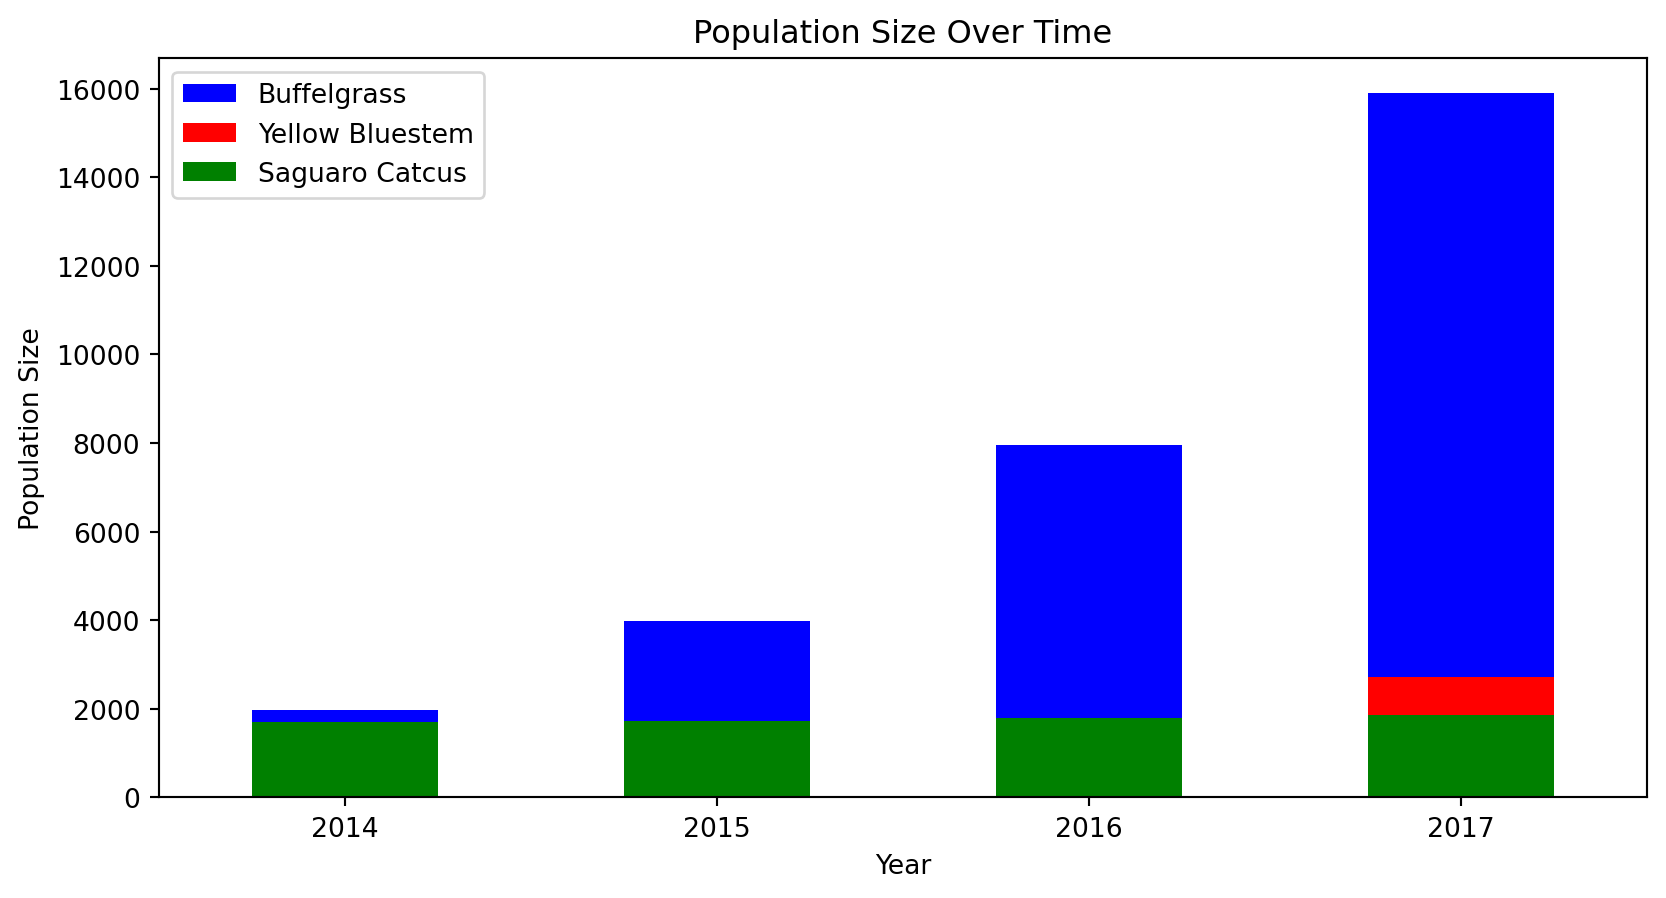 Population Size Over Time
Buffelgrass
Yellow Bluestem
Saguaro Catcus
16000
14000
12000
10000
8000
6000
4000
2000
0
Population Size
2014 2015 2016 2017
Year